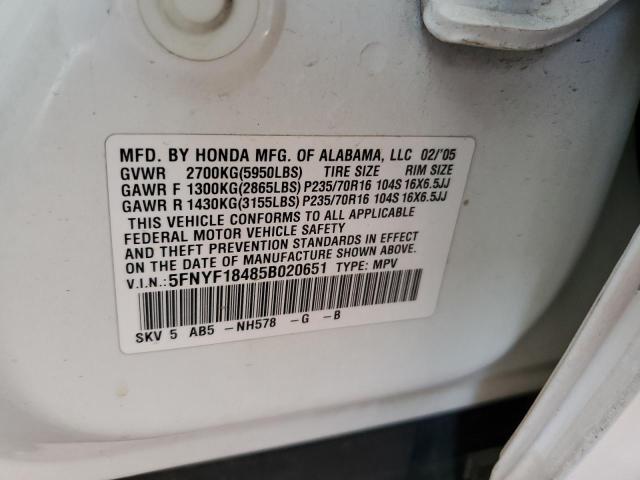 MFD. BY HONDA MFG. OF ALABAMA, LLC 02/'05
GVWR 2700KG(5950LBS) TIRE SIZE RIM SIZE
GAWR F 1300KG(2865LBS) P235/70R16 104S 16X6.5JJ
GAWR R 1430KG(3155LBS) P235/70R16 104S 16X6.5JJ
THIS VEHICLE CONFORMS TO ALL APPLICABLE
FEDERAL MOTOR VEHICLE SAFETY
AND THEFT PREVENTION STANDARDS IN EFFECT
ON THE DATE OF MANUFACTURE SHOWN ABOVE.
V.I.N.: 5FNYF18485B020651 TYPE: MPV
SKV 5 AB5 -NH578 -G -B